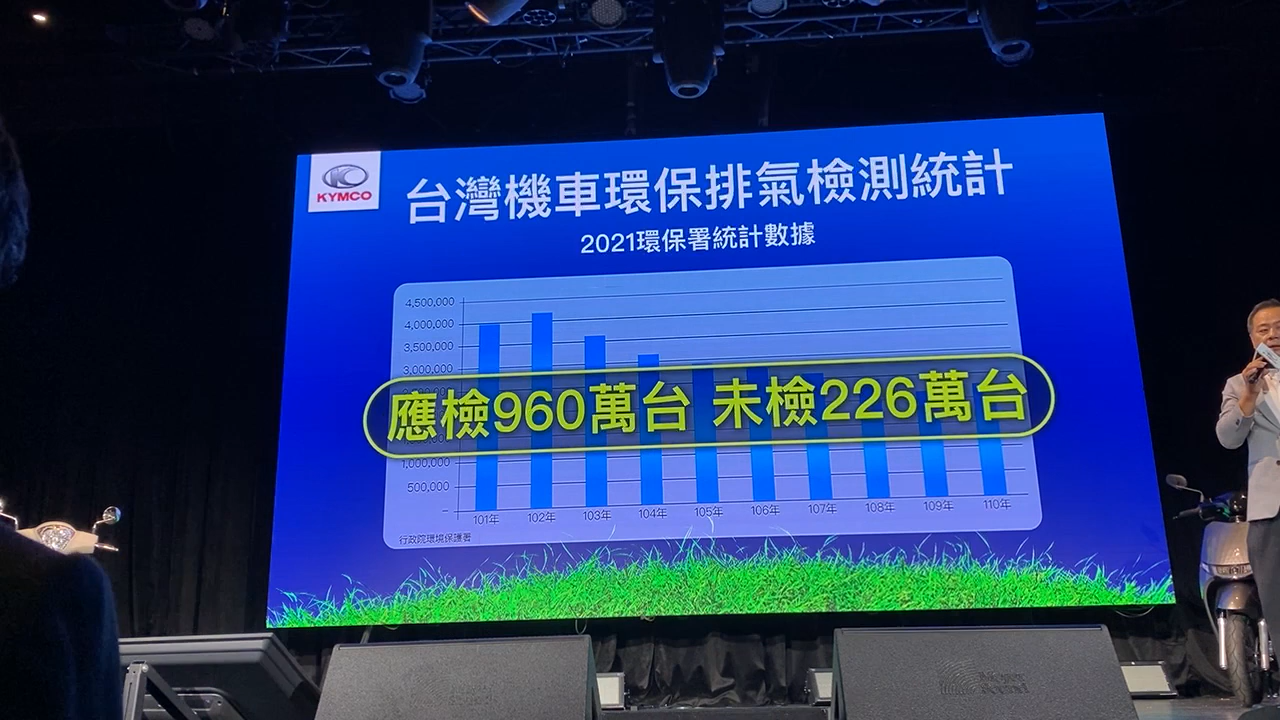 KYMCO
台灣機車環保排氣檢測統計
2021環保署統計數據
4,500,000
4,000,000
3,500,000
3,000,000
應檢960萬台 未檢226萬台
1,000,000
500,000
–
101年 102年 103年 104年 105年 106年 107年 108年 109年 110年
行政院環境保護署
Meyer Sound